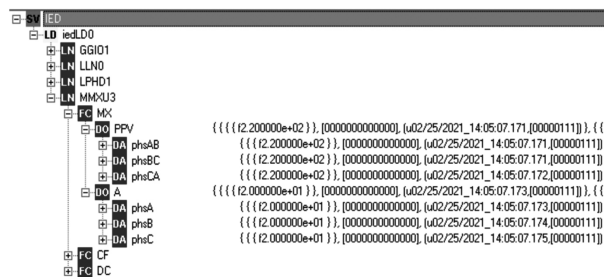 SV IED
LD iedLD0
LN GGIO1
LN LLN0
LN LPHD1
LN MMXU3
FC MX
DO PPV {{{{f2.200000e+02}},[0000000000000],(u02/25/2021_14:05:07.171,[00000111])},{{
DA phsAB {{{f2.200000e+02}},[0000000000000],(u02/25/2021_14:05:07.171,[00000111])}
DA phsBC {{{f2.200000e+02}},[0000000000000],(u02/25/2021_14:05:07.171,[00000111])}
DA phsCA {{{f2.200000e+02}},[0000000000000],(u02/25/2021_14:05:07.172,[00000111])}
DO A {{{{f2.000000e+01}},[0000000000000],(u02/25/2021_14:05:07.173,[00000111])},{{
DA phsA {{{f2.000000e+01}},[0000000000000],(u02/25/2021_14:05:07.173,[00000111])}
DA phsB {{{f2.000000e+01}},[0000000000000],(u02/25/2021_14:05:07.174,[00000111])}
DA phsC {{{f2.000000e+01}},[0000000000000],(u02/25/2021_14:05:07.175,[00000111])}
FC CF
FC DC